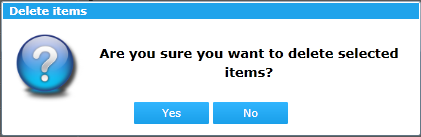 Delete items
Are you sure you want to delete selected
items?
Yes No